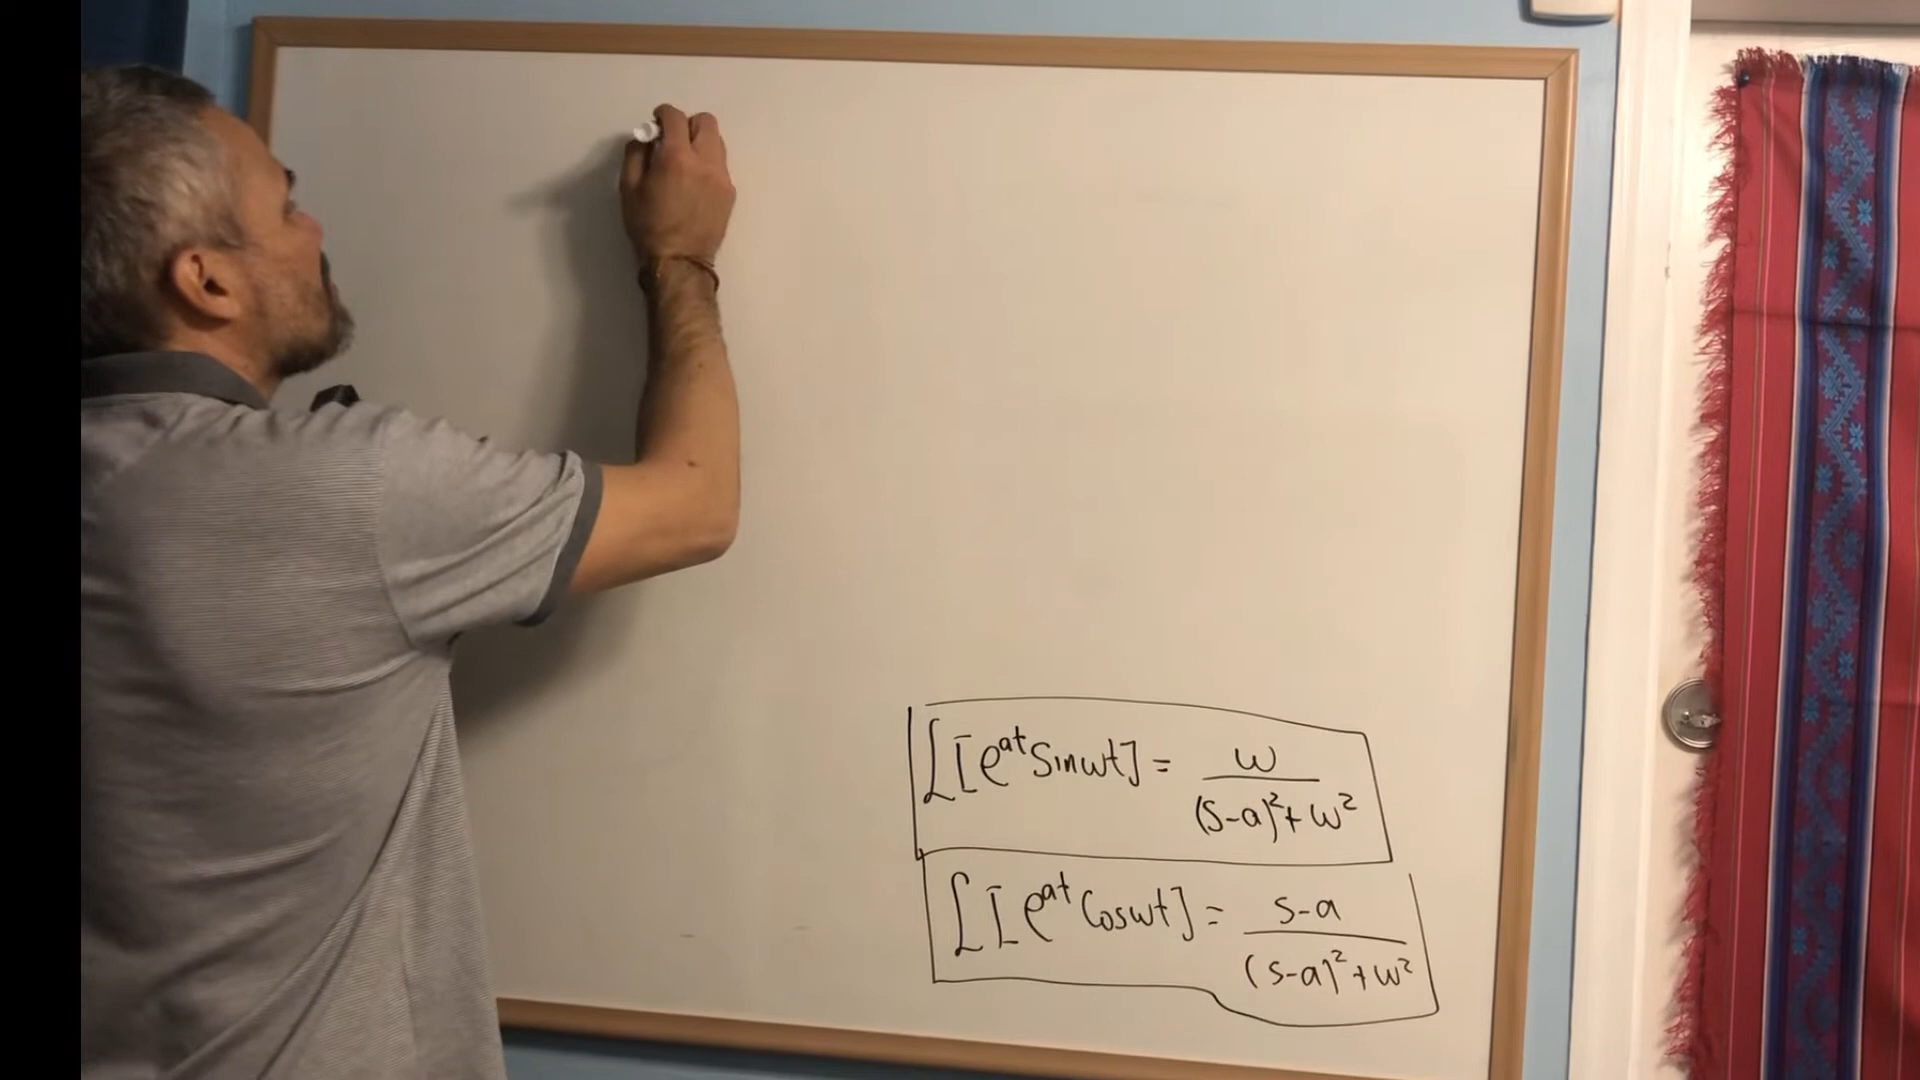 ℒ[e^at Sinωt] = ω / (S-a)²+ω²
ℒ[e^at Cosωt] = S-a / (S-a)²+ω²